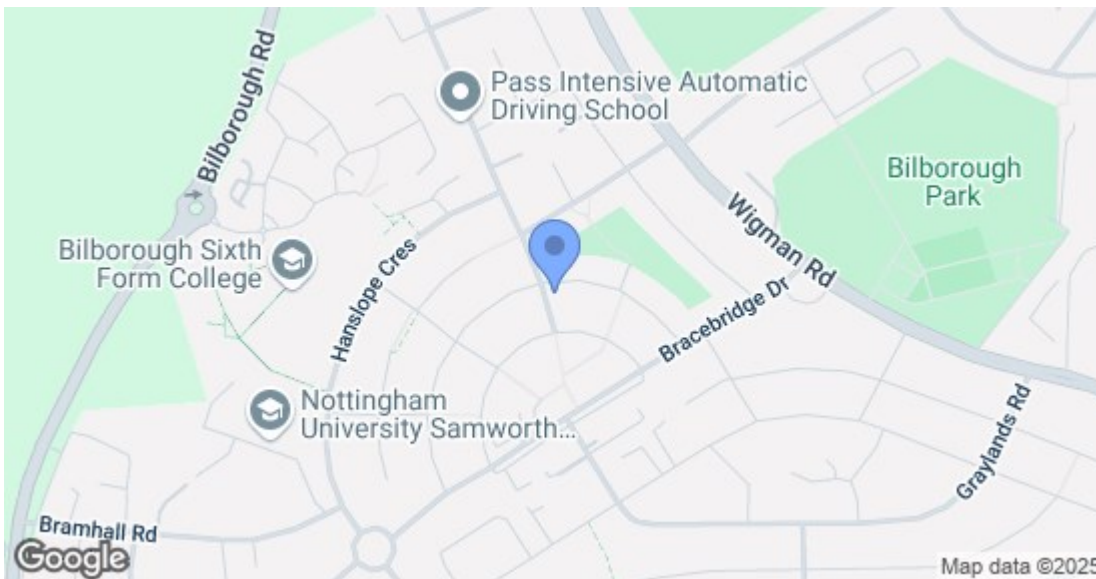 Bilborough Rd
Pass Intensive Automatic
Driving School
Bilborough
Park
Wigman Rd
Bilborough Sixth
Form College
Hanslope Cres
Bracebridge Dr
Nottingham
University Samworth...
Graylands Rd
Bramhall Rd
Google
Map data ©2025